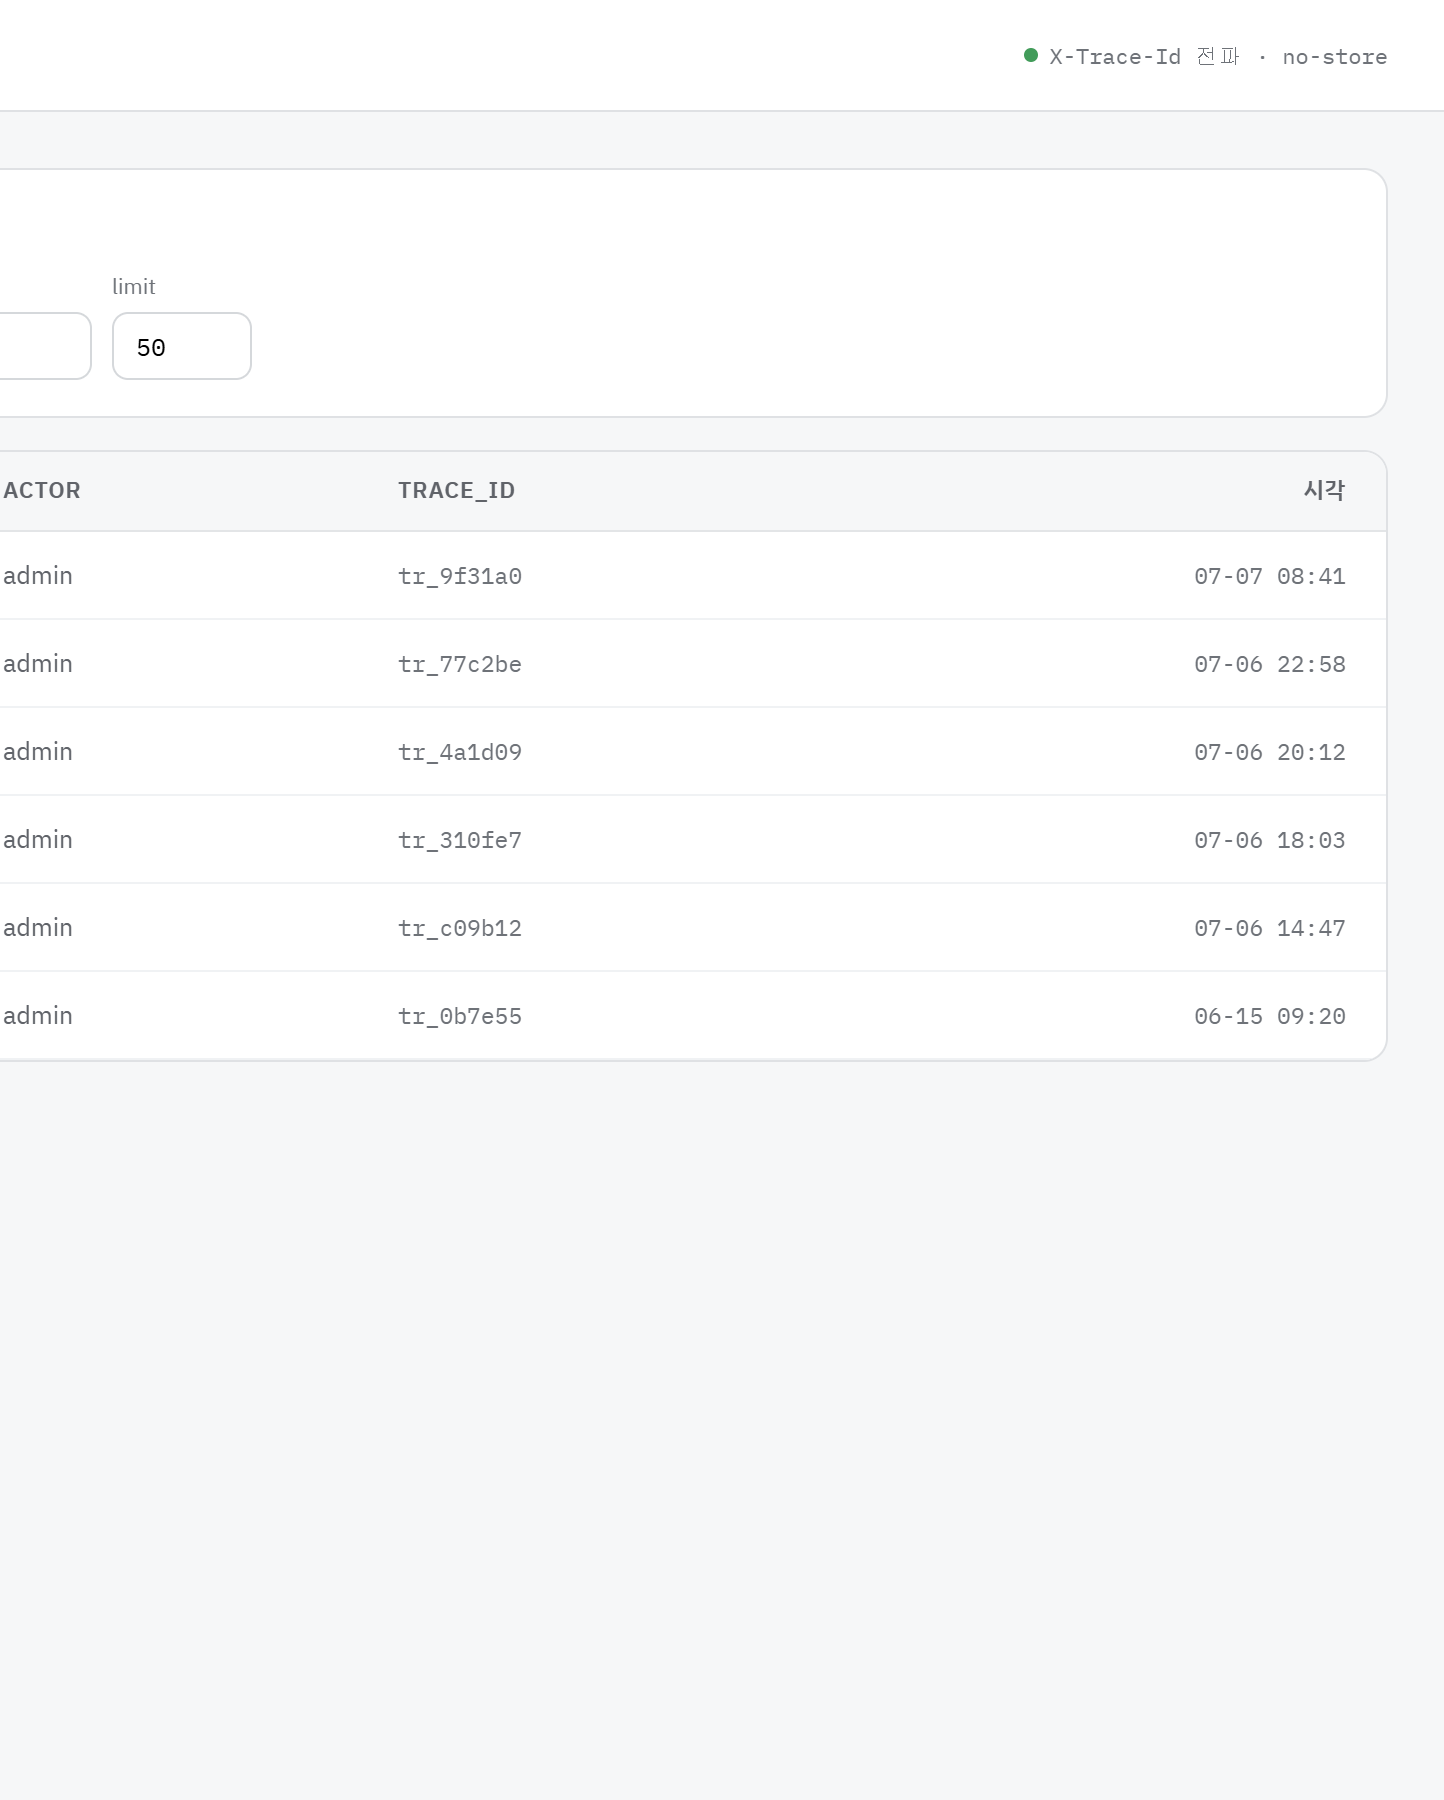 X-Trace-Id 전파 · no-store
limit
50
ACTOR TRACE_ID 시각
admin tr_9f31a0 07-07 08:41
admin tr_77c2be 07-06 22:58
admin tr_4a1d09 07-06 20:12
admin tr_310fe7 07-06 18:03
admin tr_c09b12 07-06 14:47
admin tr_0b7e55 06-15 09:20